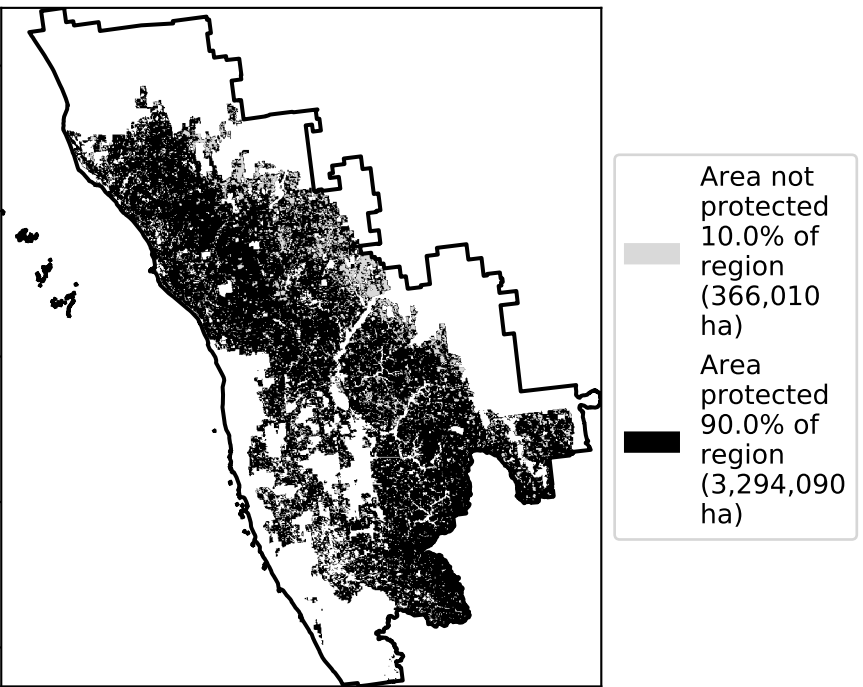 Area not
protected
10.0% of
region
(366,010
ha)
Area
protected
90.0% of
region
(3,294,090
ha)